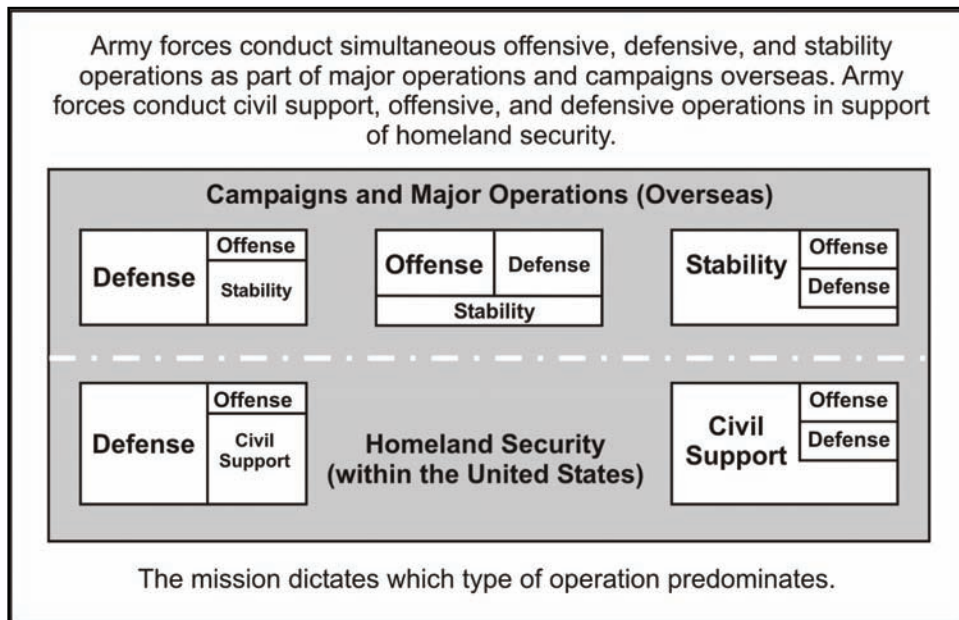 Army forces conduct simultaneous offensive, defensive, and stability
operations as part of major operations and campaigns overseas. Army
forces conduct civil support, offensive, and defensive operations in support
of homeland security.
Campaigns and Major Operations (Overseas)
Defense
Offense
Stability
Offense
Defense
Stability
Stability
Offense
Defense
Defense
Offense
Civil
Support
Homeland Security
(within the United States)
Civil
Support
Offense
Defense
The mission dictates which type of operation predominates.